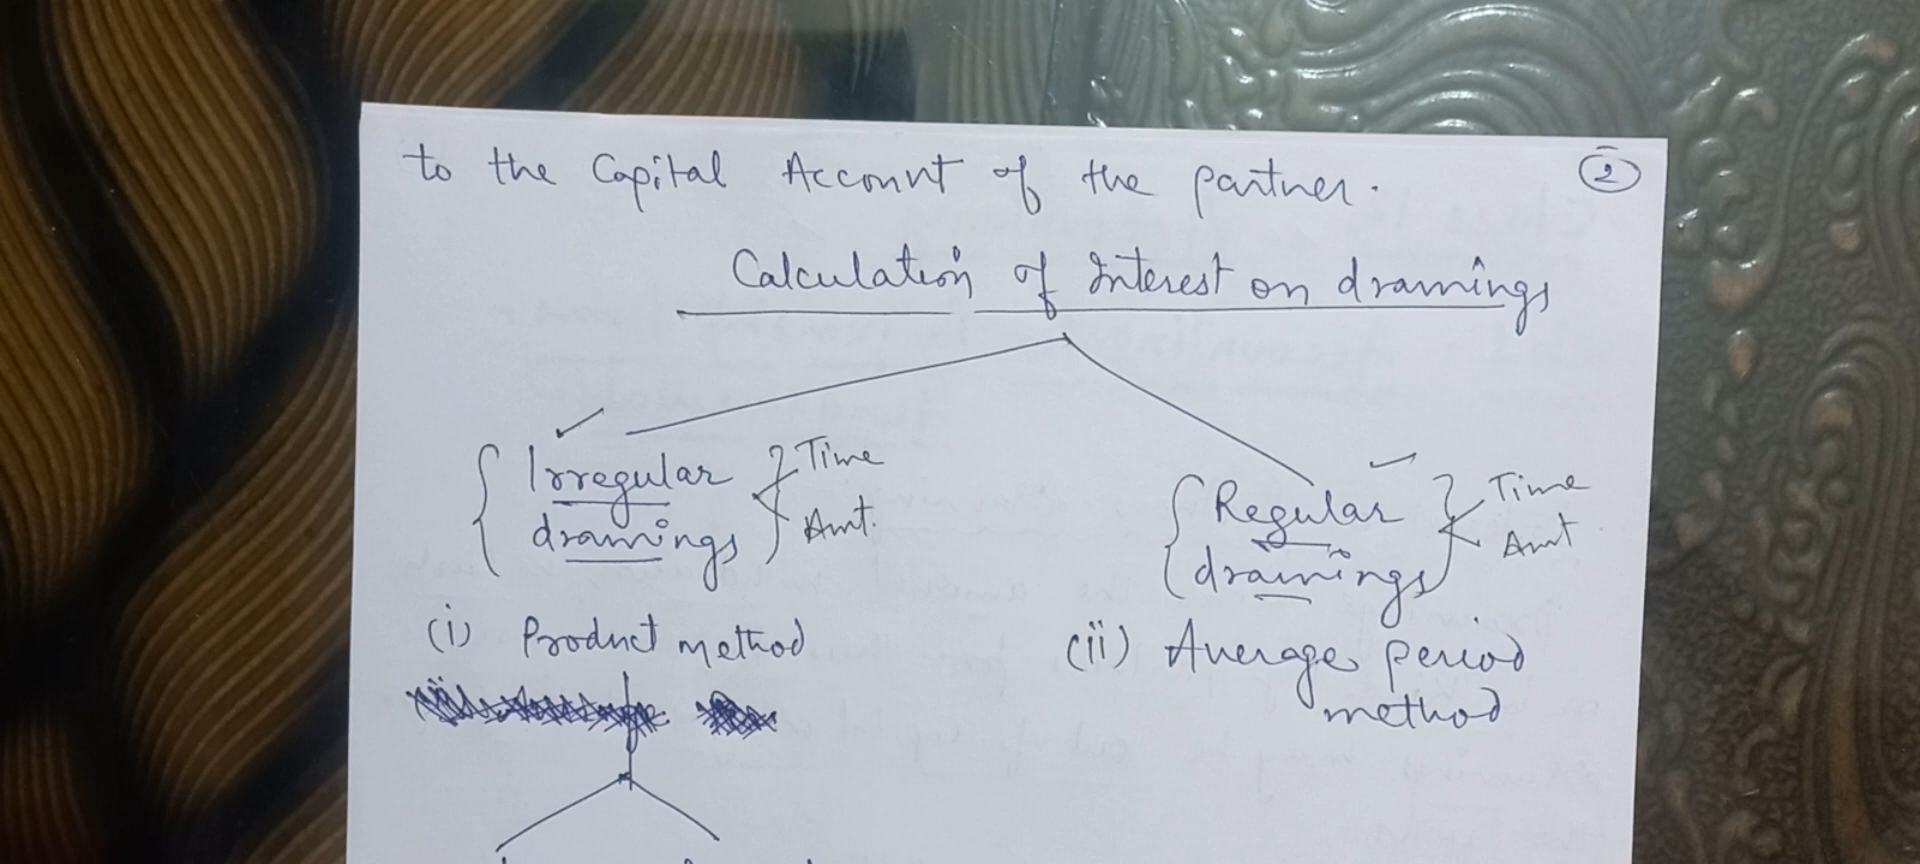 to the Capital Account of the partner.
2
Calculation of Interest on drawings
Irregular
drawings
Time
Amt.
Regular
drawings
Time
Amt
(i) Product method
(ii) Average period
method